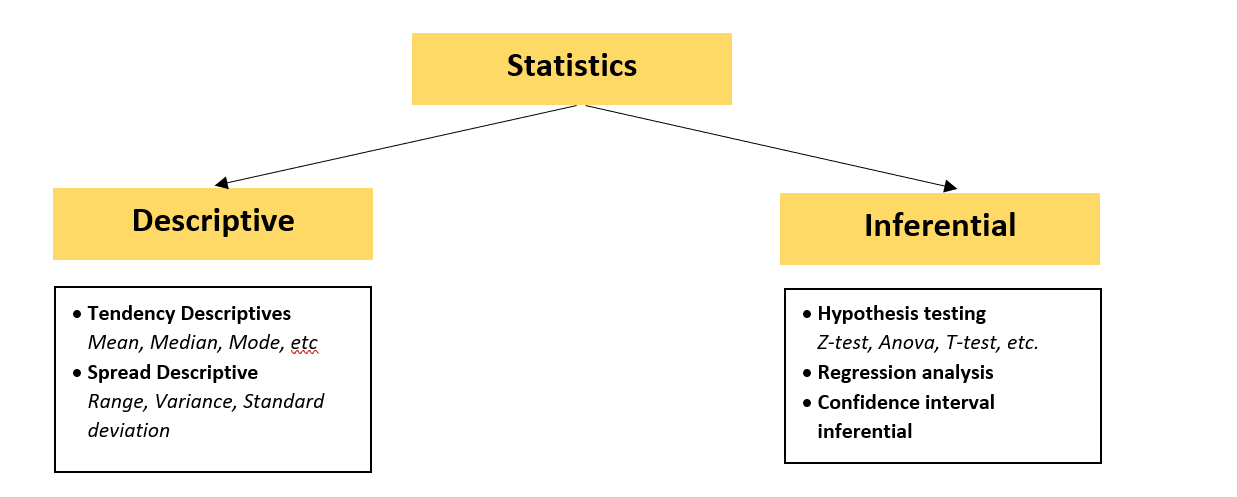 Statistics
Descriptive
• Tendency Descriptives
Mean, Median, Mode, etc
• Spread Descriptive
Range, Variance, Standard
deviation
Inferential
• Hypothesis testing
Z-test, Anova, T-test, etc.
• Regression analysis
• Confidence interval
inferential